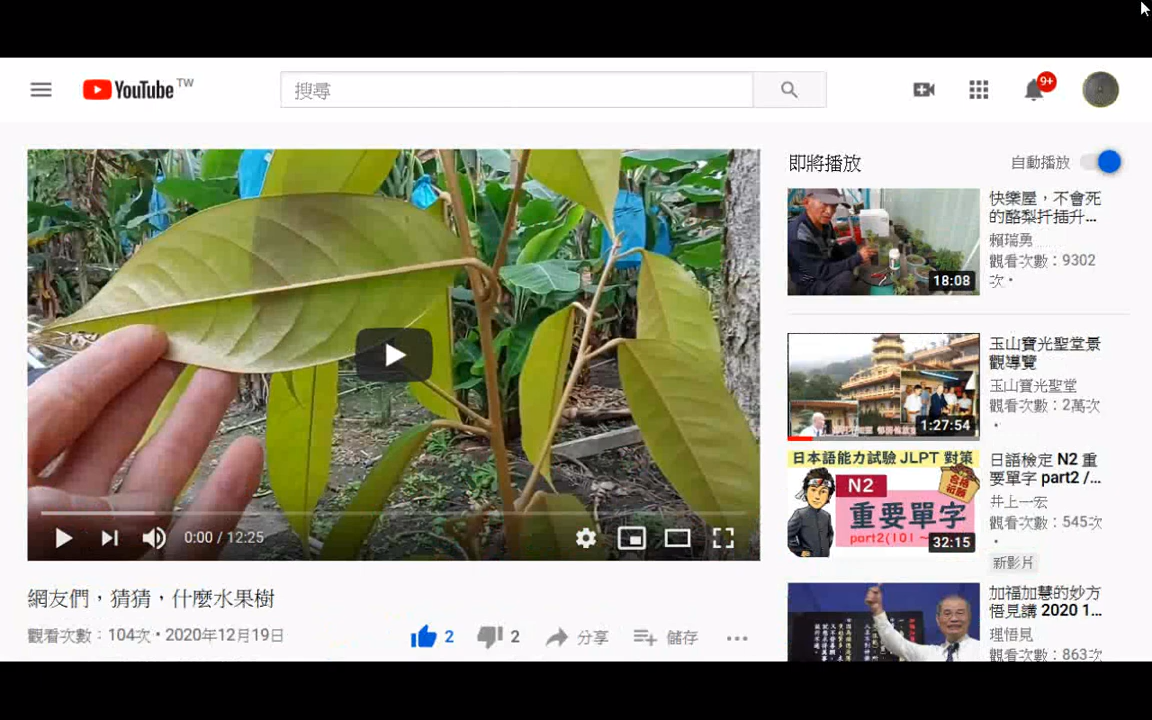 YouTube TW
搜尋
9+
0:00 / 12:25
網友們，猜猜，什麼水果樹
觀看次數：104次 • 2020年12月19日
2
2
分享
儲存
即將播放
自動播放
18:08
快樂屋，不會死
的酪梨扦插升...
賴瑞勇
觀看次數：9302
次 •
1:27:54
玉山寶光聖堂景
觀導覽
玉山寶光聖堂
觀看次數：2萬次
•
日本語能力試驗 JLPT 對策
N2
重要單字
part2(101～
32:15
日語檢定 N2 重
要單字 part2 /...
井上一宏
觀看次數：545次
•
新影片
加福加慧的妙方
悟見講 2020 1...
理悟見
觀看次數：863次